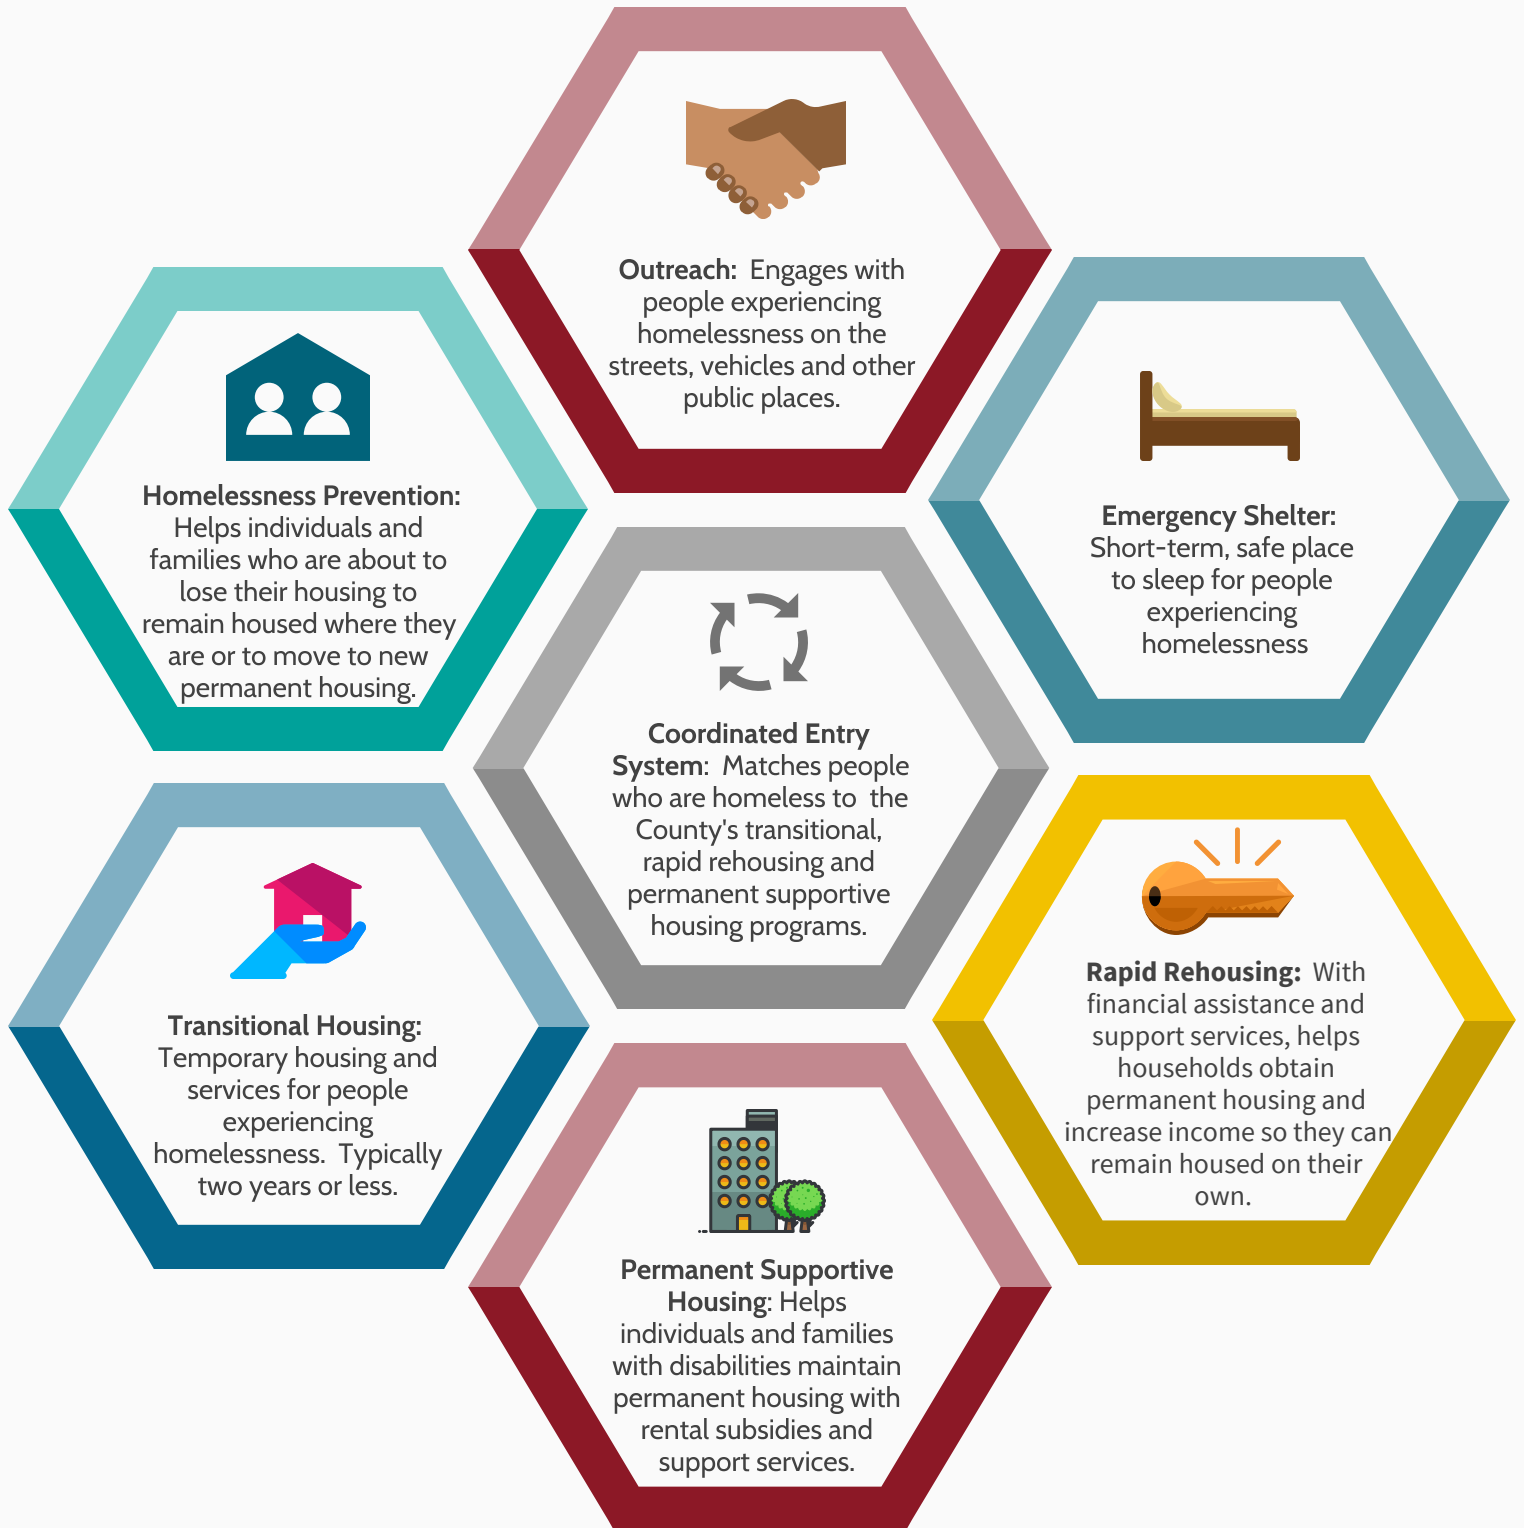 Outreach: Engages with
people experiencing
homelessness on the
streets, vehicles and other
public places.
Homelessness Prevention:
Helps individuals and
families who are about to
lose their housing to
remain housed where they
are or to move to new
permanent housing.
Emergency Shelter:
Short-term, safe place
to sleep for people
experiencing
homelessness
Coordinated Entry
System: Matches people
who are homeless to the
County's transitional,
rapid rehousing and
permanent supportive
housing programs.
Transitional Housing:
Temporary housing and
services for people
experiencing
homelessness. Typically
two years or less.
Rapid Rehousing: With
financial assistance and
support services, helps
households obtain
permanent housing and
increase income so they can
remain housed on their
own.
Permanent Supportive
Housing: Helps
individuals and families
with disabilities maintain
permanent housing with
rental subsidies and
support services.